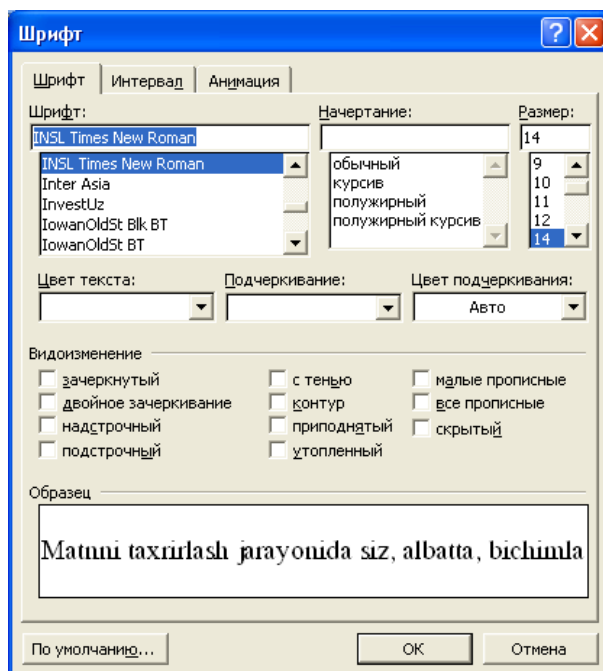 Шрифт
Шрифт Интервал Анимация
Шрифт: Начертание: Размер:
INSL Times New Roman 14
INSL Times New Roman обычный 9
Inter Asia курсив 10
InvestUz полужирный 11
IowanOldSt Blk BT полужирный курсив 12
IowanOldSt BT 14
Цвет текста: Подчеркивание: Цвет подчеркивания:
Авто
Видоизменение
зачеркнутый с тенью малые прописные
двойное зачеркивание контур все прописные
надстрочный приподнятый скрытый
подстрочный утопленный
Образец
Matnni taxrirlash jarayonida siz, albatta, bichimla
По умолчанию... ОК Отмена